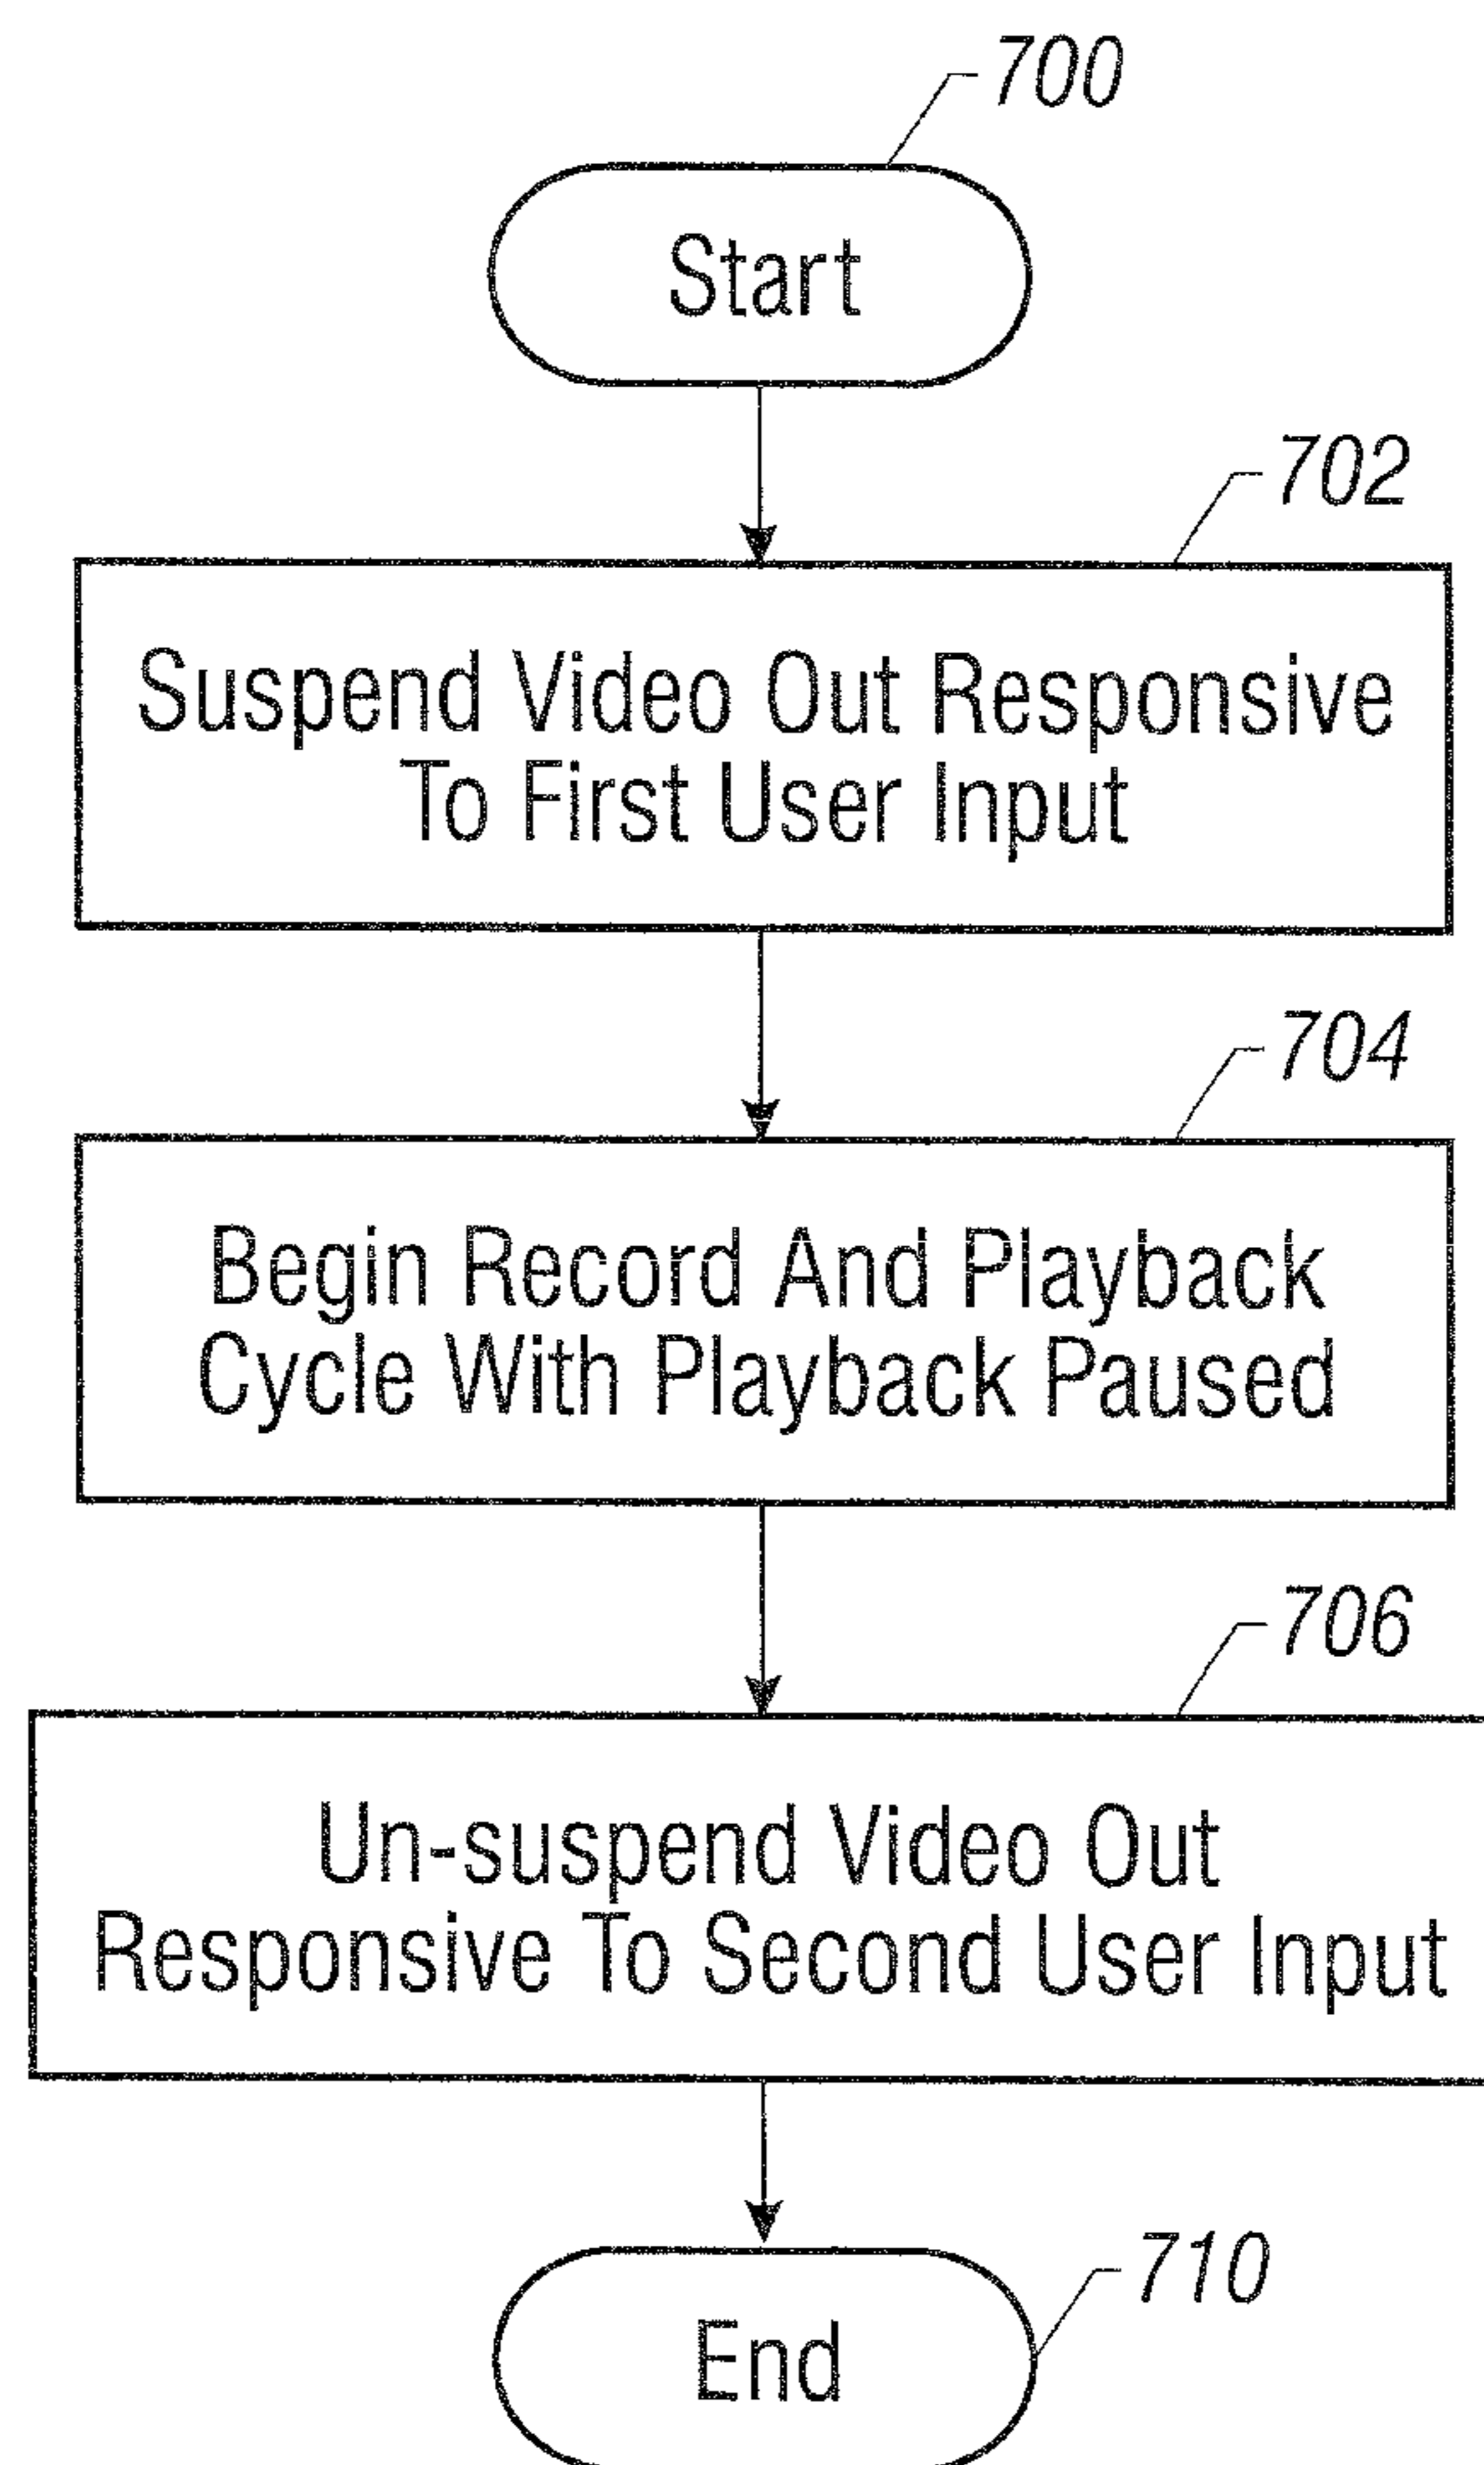 700
Start
702
Suspend Video Out Responsive
To First User Input
704
Begin Record And Playback
Cycle With Playback Paused
706
Un-suspend Video Out
Responsive To Second User Input
710
End